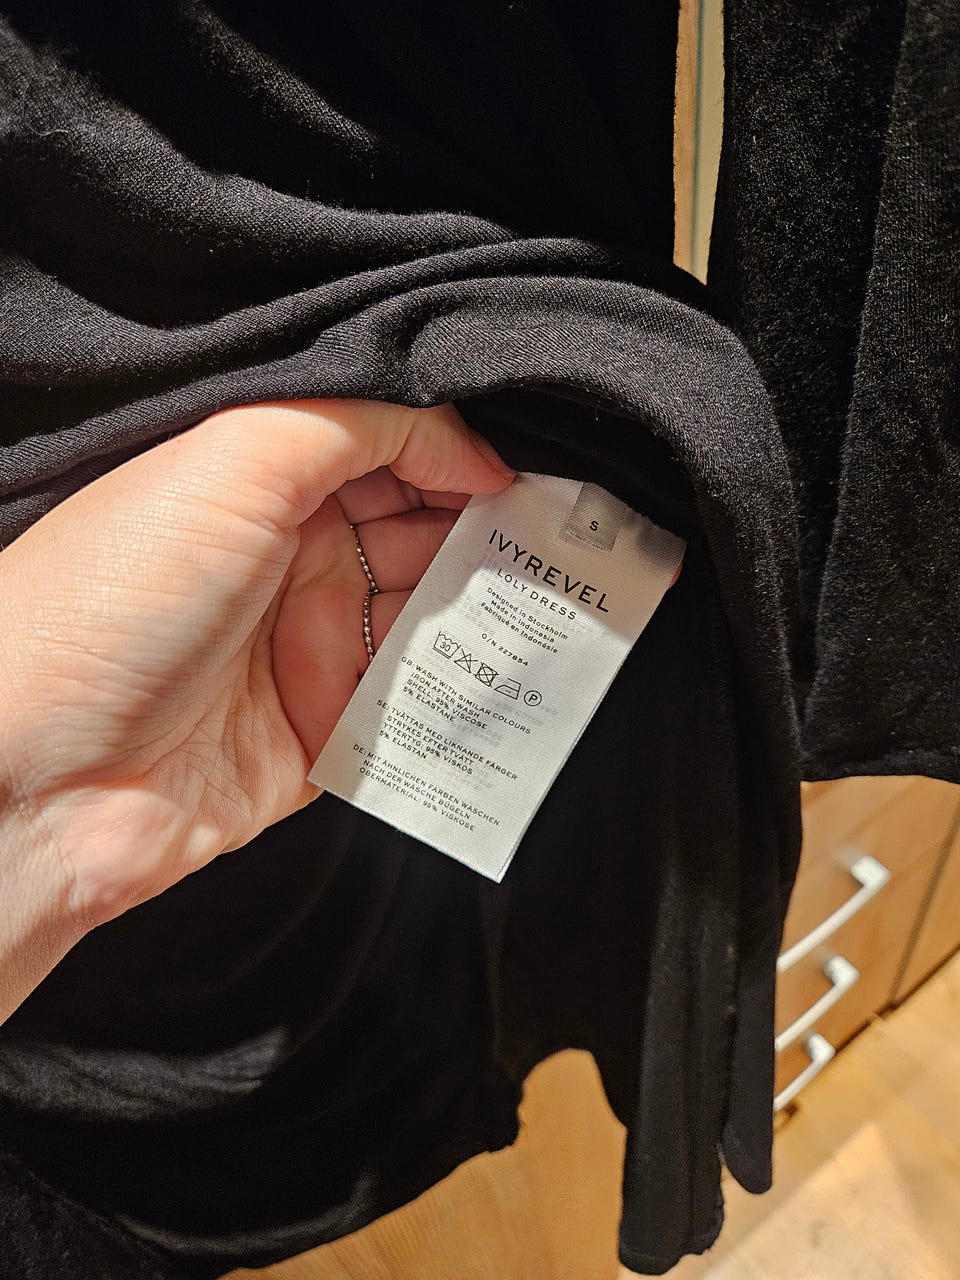 S
IVYREVEL
LOLY DRESS
Designed in Stockholm
Made in Indonesia
Fabriqué en Indonésie
O/N 227854
30 P
GB: WASH WITH SIMILAR COLOURS
IRON AFTER WASH
SHELL: 95% VISCOSE
5% ELASTANE
SE: TVÄTTAS MED LIKNANDE FÄRGER
STRYKES EFTER TVÄTT
YTTERTYG: 95% VISKOS
5% ELASTAN
DE: MIT ÄHNLICHEN FARBEN WASCHEN
NACH DER WÄSCHE BÜGELN
OBERMATERIAL: 95% VISKOSE